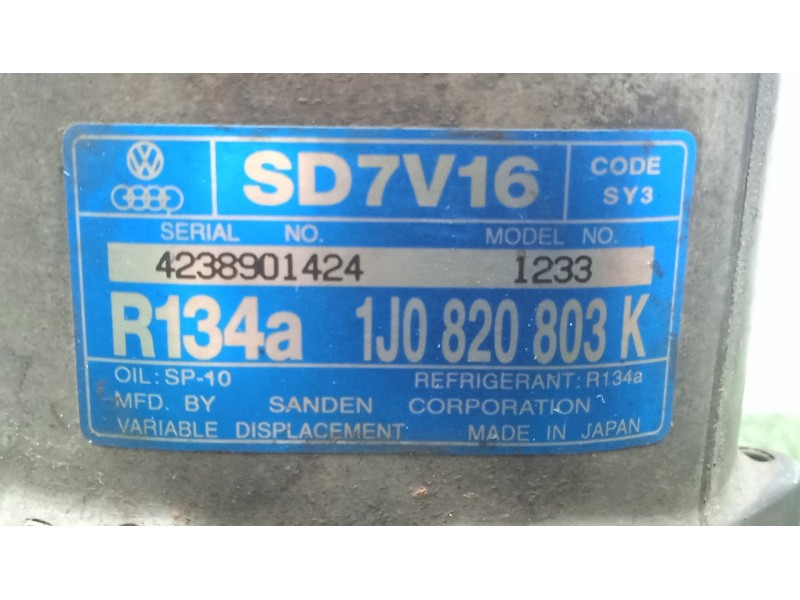 SD7V16
CODE
SY3
SERIAL NO. MODEL NO.
4238901424 1233
R134a 1J0 820 803 K
OIL: SP-10 REFRIGERANT: R134a
MFD. BY SANDEN CORPORATION
VARIABLE DISPLACEMENT MADE IN JAPAN